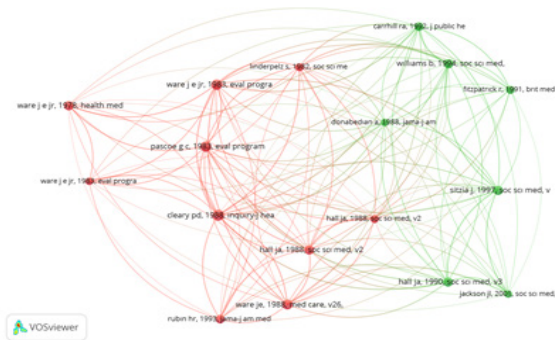 carrhill ra, 1992, j public he
williams b, 1994, soc sci med,
linderpelz s, 1982, soc sci me
ware j e jr, 1983, eval progra
fitzpatrick r, 1991, brit med
ware j e jr, 1978, health med
donabedian a, 1988, jama-j am
pascoe g c, 1983, eval program
ware j e jr, eval progra
sitzia j, 1997, soc sci med, v
cleary pd, inquiry-j hea
hall ja, 1988, soc sci med, v2
hall ja, 1988, soc sci med, v2
hall ja, 1990, soc sci med, v3
jackson jl, 2001, soc sci med,
ware je, 1988, med care, v26,
rubin hr, 1993, jama-j am med
VOSviewer